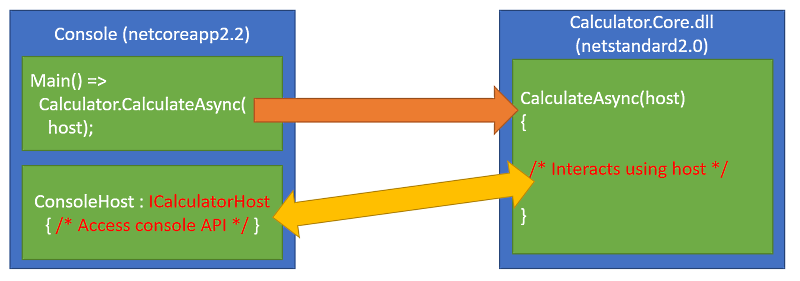 Console (netcoreapp2.2)
Main() =>
Calculator.CalculateAsync(
host);
ConsoleHost : ICalculatorHost
{ /* Access console API */ }
Calculator.Core.dll
(netstandard2.0)
CalculateAsync(host)
{
/* Interacts using host */
}